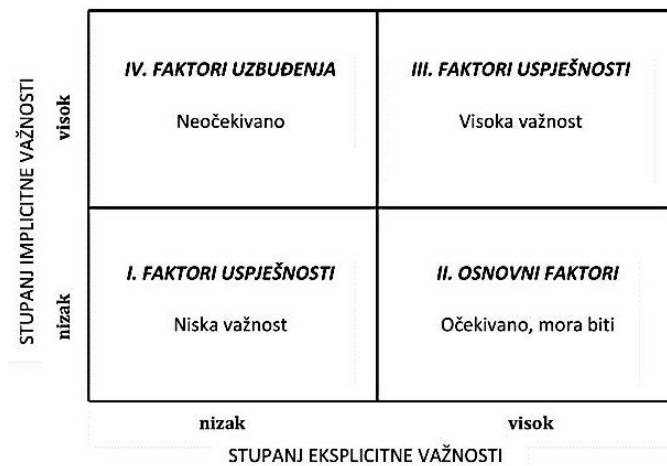 STUPANJ IMPLICITNE VAŽNOSTI
visok
nizak
IV. FAKTORI UZBUĐENJA
Neočekivano
III. FAKTORI USPJEŠNOSTI
Visoka važnost
I. FAKTORI USPJEŠNOSTI
Niska važnost
II. OSNOVNI FAKTORI
Očekivano, mora biti
nizak
visok
STUPANJ EKSPLICITNE VAŽNOSTI